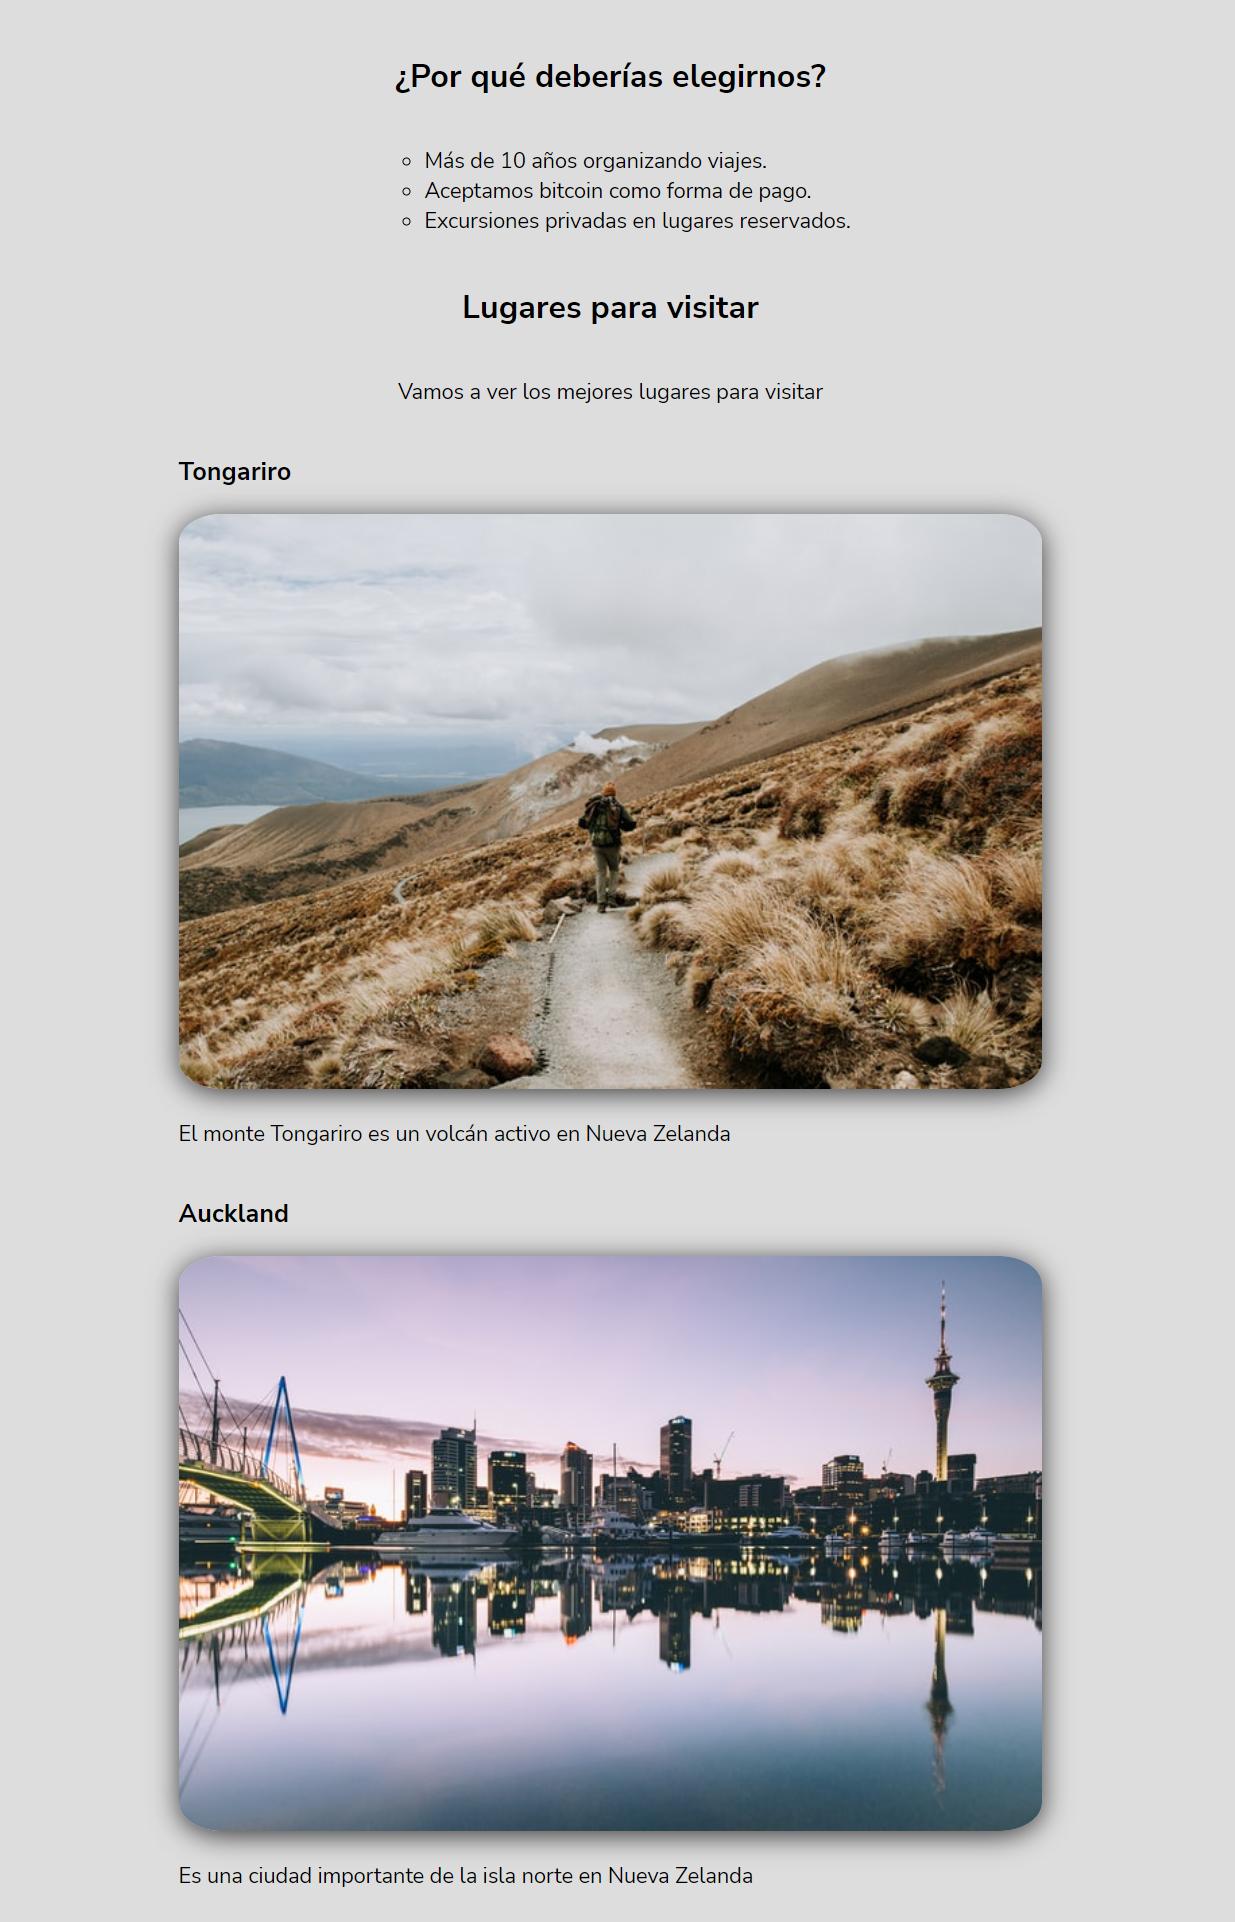 ¿Por qué deberías elegirnos?
Más de 10 años organizando viajes.
Aceptamos bitcoin como forma de pago.
Excursiones privadas en lugares reservados.
Lugares para visitar
Vamos a ver los mejores lugares para visitar
Tongariro
El monte Tongariro es un volcán activo en Nueva Zelanda
Auckland
Es una ciudad importante de la isla norte en Nueva Zelanda